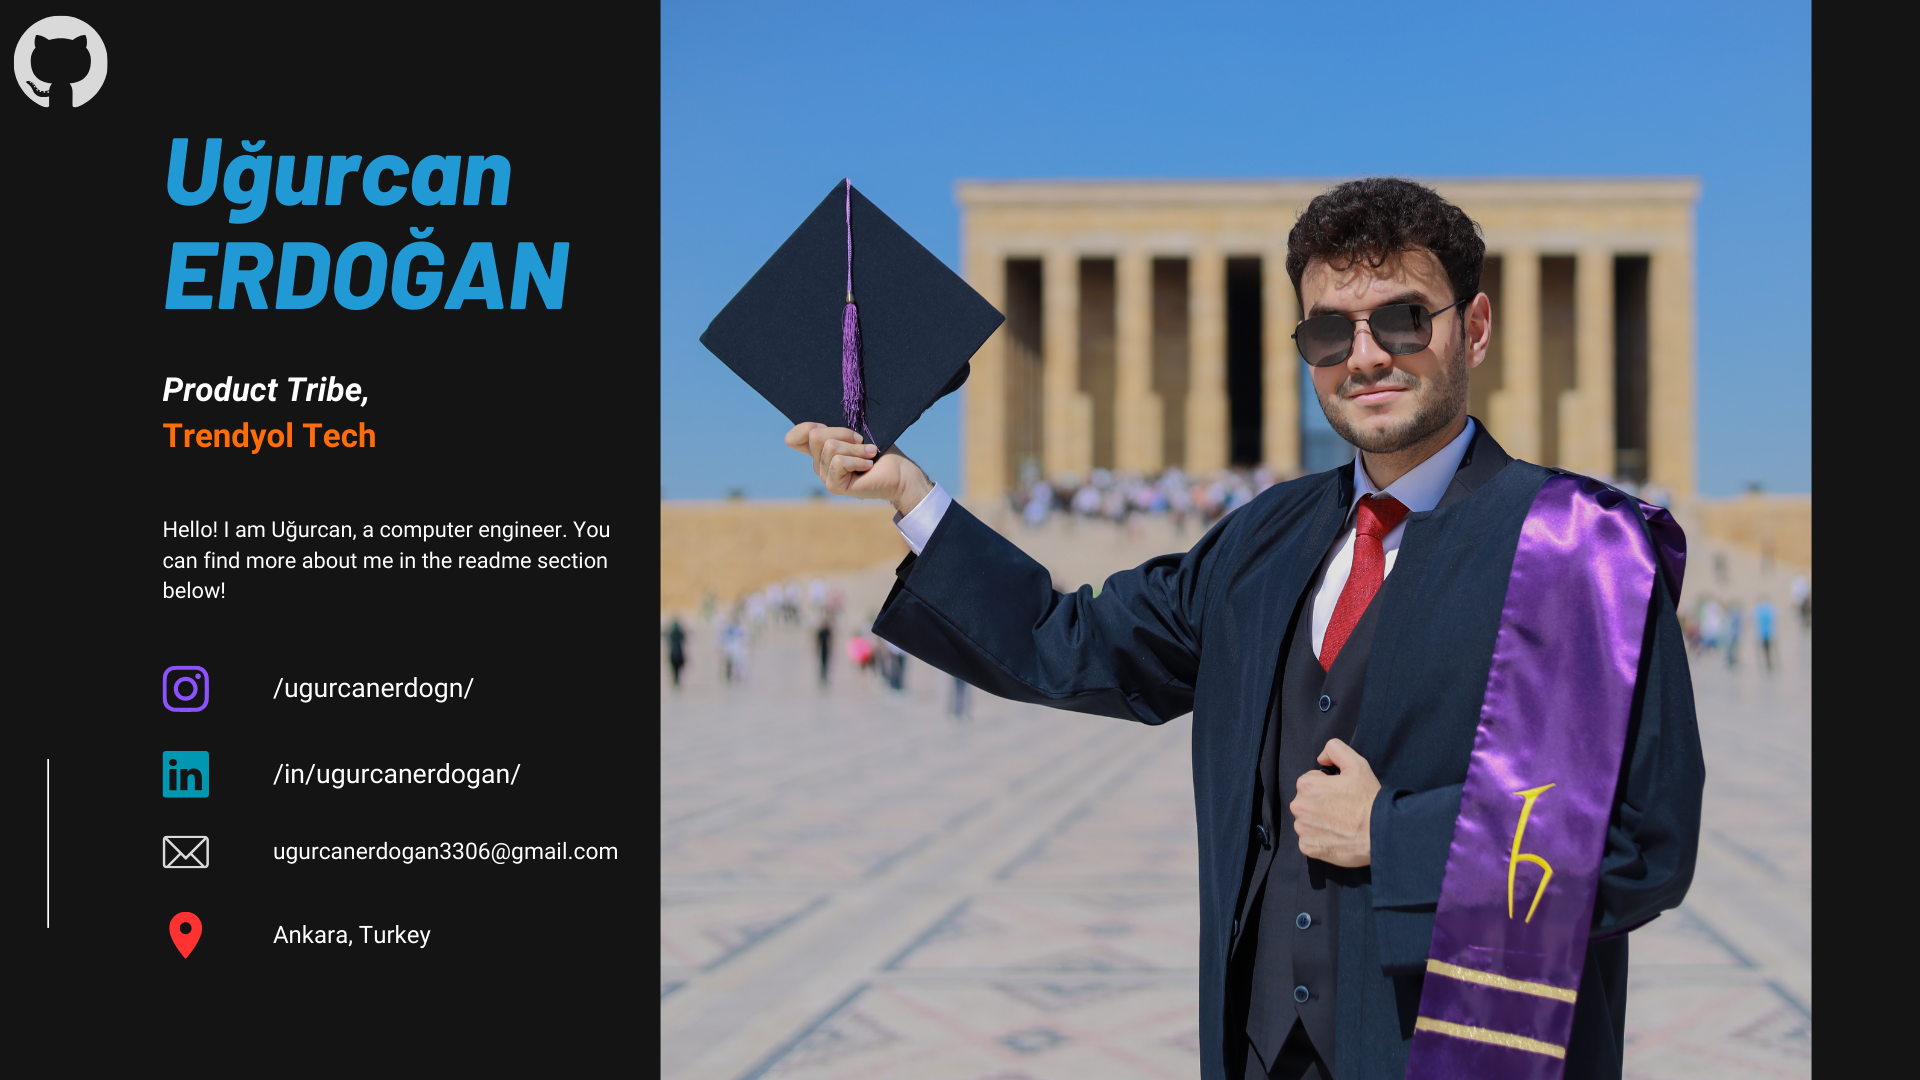 Uğurcan
ERDOĞAN
Product Tribe,
Trendyol Tech
Hello! I am Uğurcan, a computer engineer. You
can find more about me in the readme section
below!
/ugurcanerdogn/
in
/in/ugurcanerdogan/
ugurcanerdogan3306@gmail.com
Ankara, Turkey